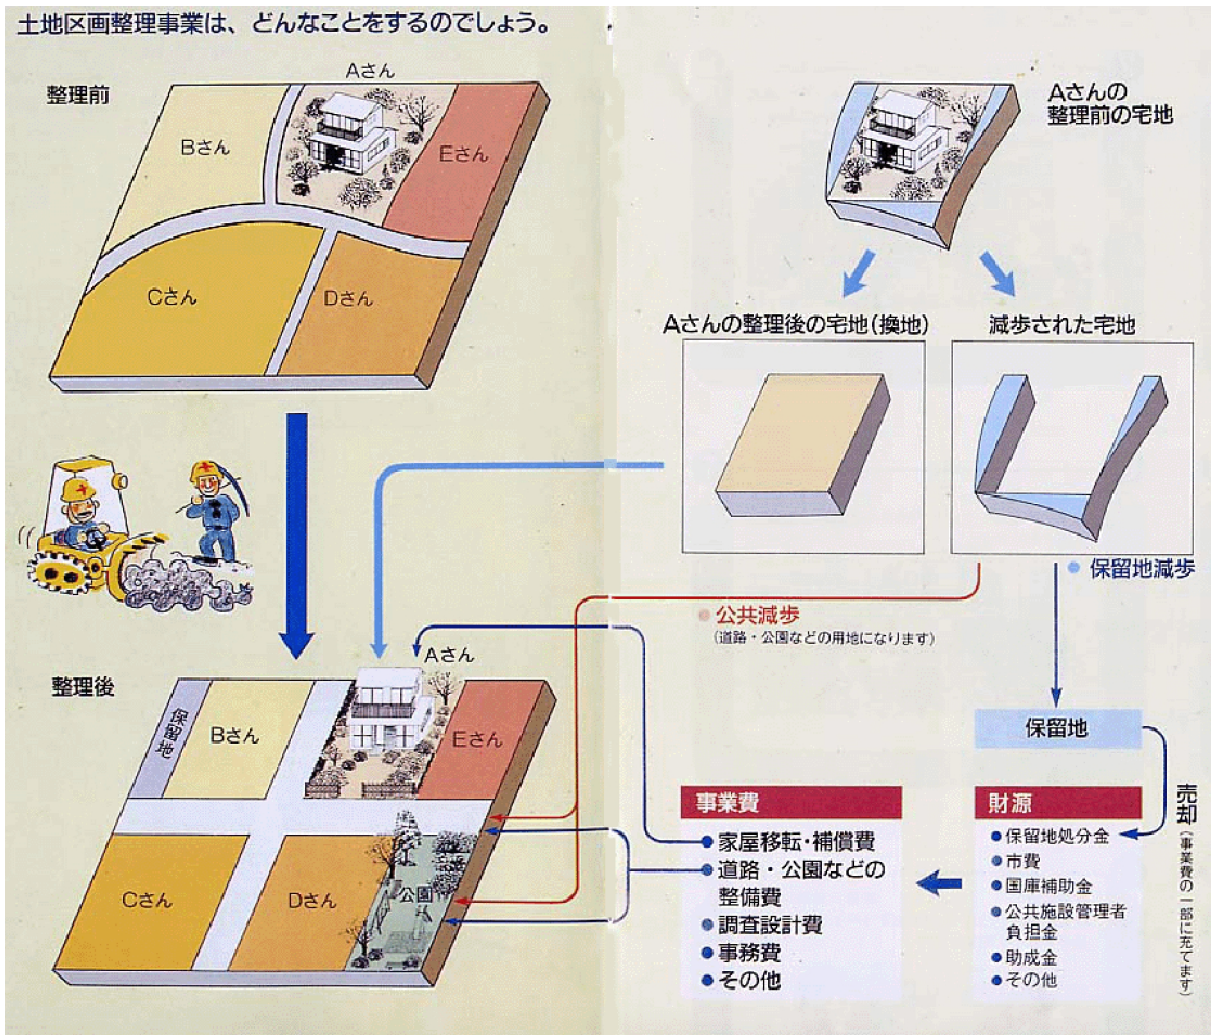 土地区画整理事業は、どんなことをするのでしょう。
整理前
Aさん
Bさん
Eさん
Cさん
Dさん
Aさんの
整理前の宅地
Aさんの整理後の宅地(換地)
減歩された宅地
● 保留地減歩
● 公共減歩
(道路・公園などの用地になります)
整理後
Aさん
保留地
Bさん
Eさん
Cさん
Dさん
公園
保留地
売却(事業費の一部に充てます)
事業費
●家屋移転・補償費
●道路・公園などの
整備費
●調査設計費
●事務費
●その他
財源
●保留地処分金
●市費
●国庫補助金
●公共施設管理者
負担金
●助成金
●その他